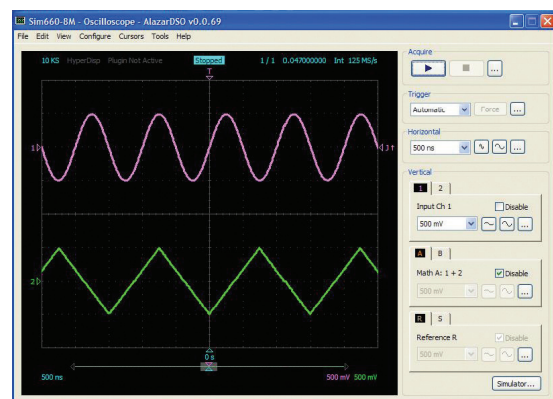 Sim660-8M - Oscilloscope - AlazarDSO v0.0.69
File Edit View Configure Cursors Tools Help
10 KS HyperDisp Plugin Not Active Stopped 1 / 1 0.047000000 Int 125 MS/s
Acquire
...
Trigger
Automatic Force ...
Horizontal
500 ns ...
Vertical
1 2
Input Ch 1 Disable
500 mV ...
A B
Math A: 1 + 2 Disable
500 mV ...
R S
Reference R Disable
500 mV ...
Simulator...
T
1
1
2
0 s
500 ns 500 mV 500 mV